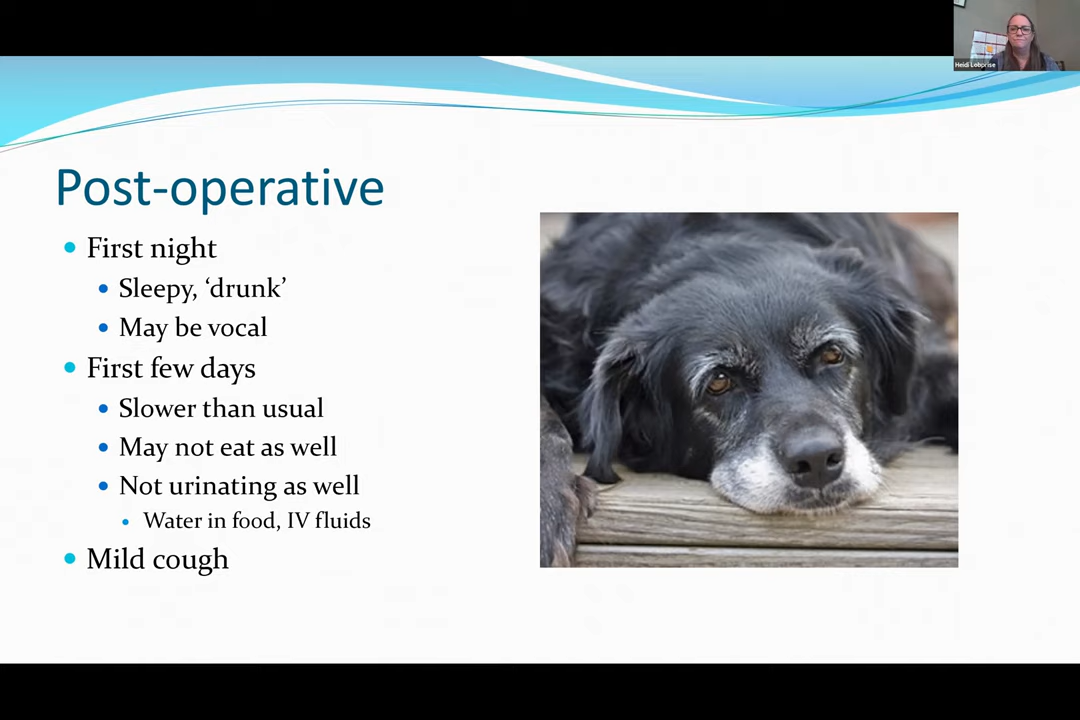 Heidi Lobprise
Post-operative
First night
Sleepy, ‘drunk’
May be vocal
First few days
Slower than usual
May not eat as well
Not urinating as well
Water in food, IV fluids
Mild cough